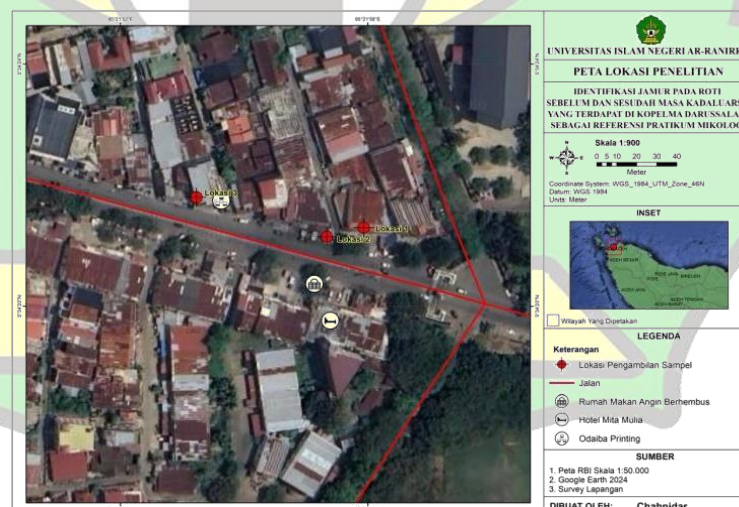 UNIVERSITAS ISLAM NEGERI AR-RANIRY
PETA LOKASI PENELITIAN
IDENTIFIKASI JAMUR PADA ROTI
SEBELUM DAN SESUDAH MASA KADALUARS
YANG TERDAPAT DI KOPELMA DARUSSALA
SEBAGAI REFERENSI PRATIKUM MIKOLOG
Skala 1:900
N
W E
S
0 5 10 20 30 40
Meter
Coordinate System: WGS_1984_UTM_Zone_46N
Datum: WGS 1984
Units: Meter
INSET
Wilayah Yang Dipetakan
LEGENDA
Keterangan
Lokasi Pengambilan Sampel
Jalan
Rumah Makan Angin Berhembus
Hotel Mita Mulia
Odaiba Printing
SUMBER
1. Peta RBI Skala 1:50.000
2. Google Earth 2024
3. Survey Lapangan
DIBUAT OLEH: Chahnidar
Lokasi 3
Lokasi 1
Lokasi 2